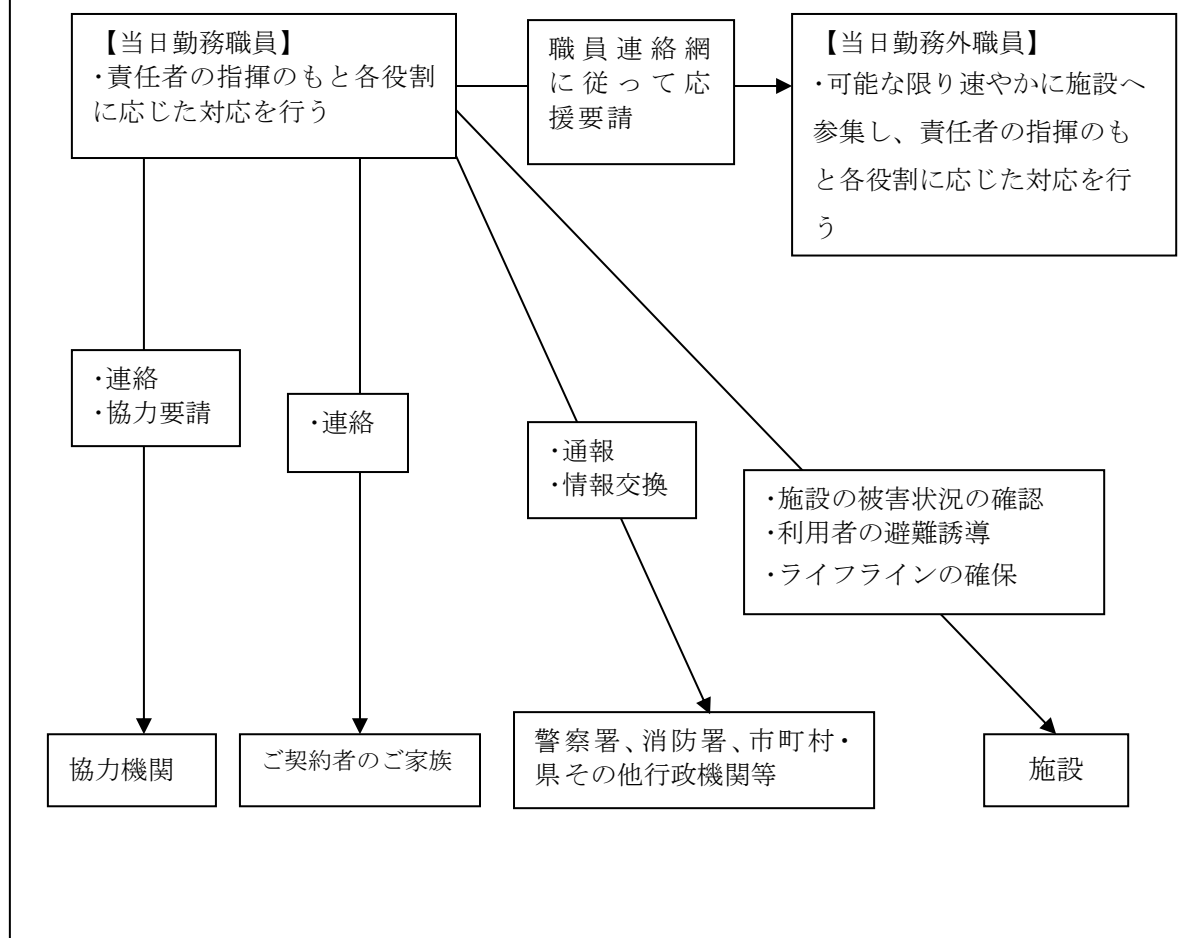 【当日勤務職員】
・責任者の指揮のもと各役割
に応じた対応を行う
職員連絡網
に従って応
援要請
【当日勤務外職員】
・可能な限り速やかに施設へ
参集し、責任者の指揮のも
と各役割に応じた対応を行
う
・連絡
・協力要請
・連絡
・通報
・情報交換
・施設の被害状況の確認
・利用者の避難誘導
・ライフラインの確保
協力機関
ご契約者のご家族
警察署、消防署、市町村・
県その他行政機関等
施設